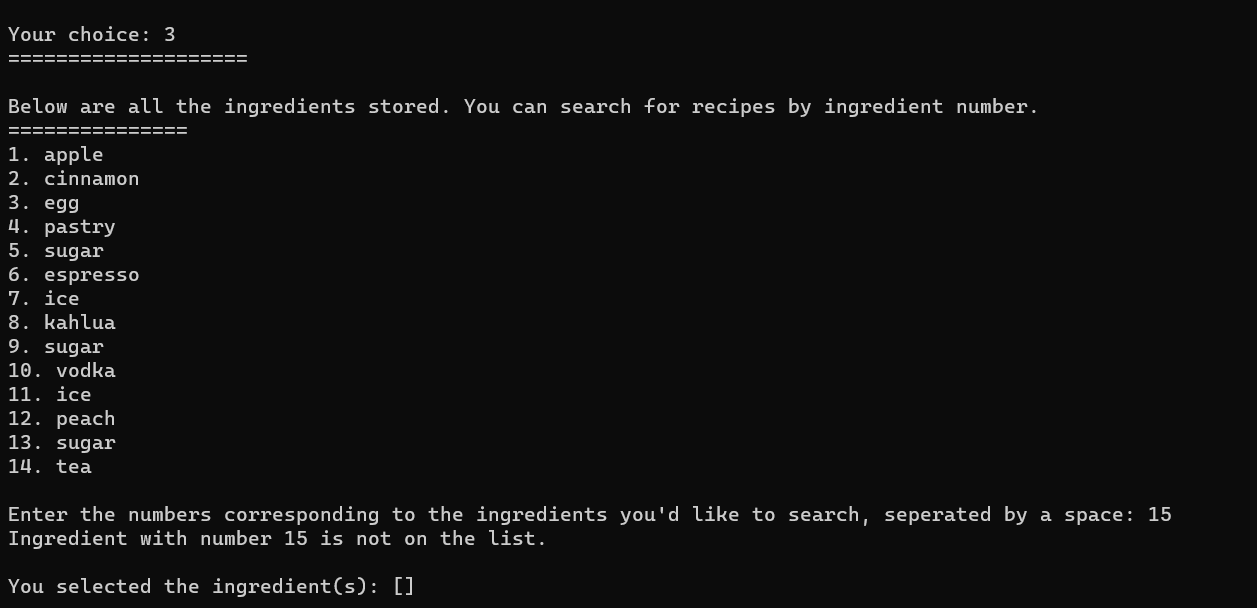 Your choice: 3
====================
Below are all the ingredients stored. You can search for recipes by ingredient number.
===============
1. apple
2. cinnamon
3. egg
4. pastry
5. sugar
6. espresso
7. ice
8. kahlua
9. sugar
10. vodka
11. ice
12. peach
13. sugar
14. tea
Enter the numbers corresponding to the ingredients you'd like to search, seperated by a space: 15
Ingredient with number 15 is not on the list.
You selected the ingredient(s): []